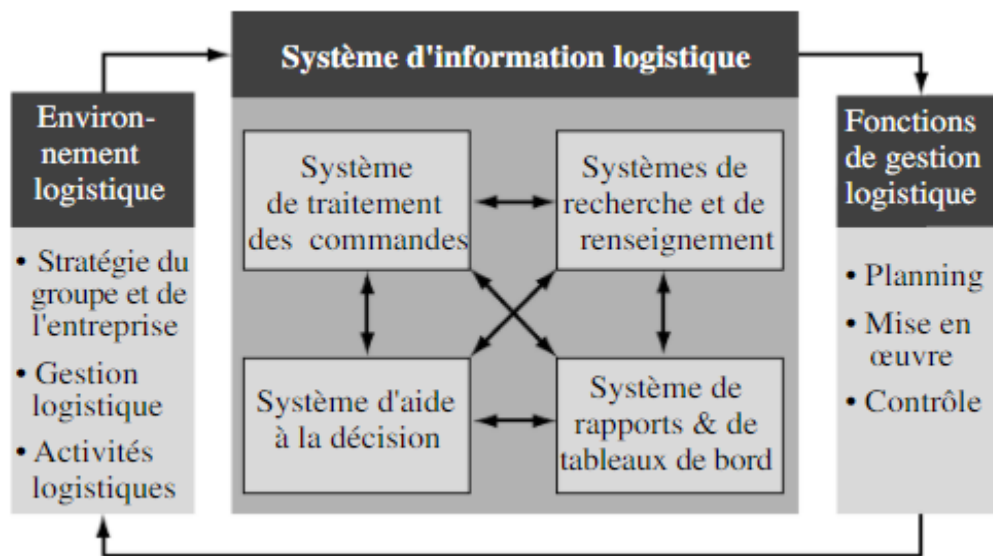 Système d'information logistique
Environ-
nement
logistique
• Stratégie du
groupe et de
l'entreprise
• Gestion
logistique
• Activités
logistiques
Système
de traitement
des commandes
Systèmes de
recherche et de
renseignement
Système d'aide
à la décision
Système de
rapports & de
tableaux de bord
Fonctions
de gestion
logistique
• Planning
• Mise en
œuvre
• Contrôle